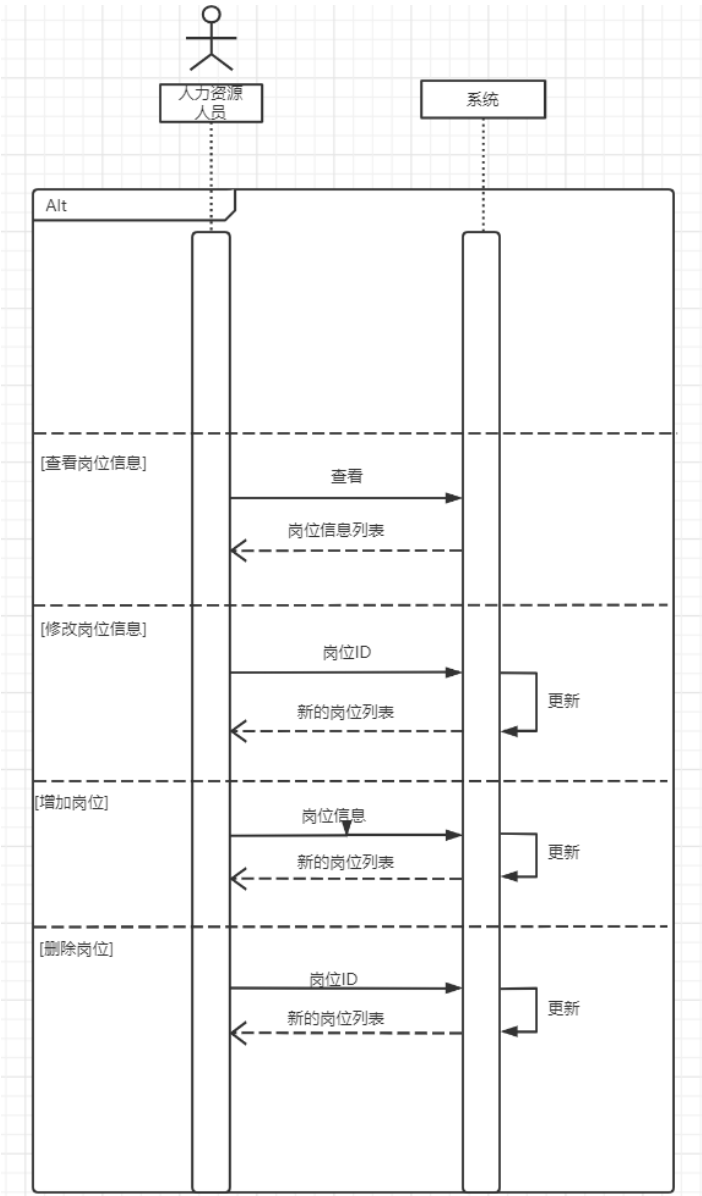 人力资源
人员
系统
Alt
[查看岗位信息]
查看
岗位信息列表
[修改岗位信息]
岗位ID
更新
新的岗位列表
[增加岗位]
岗位信息
更新
新的岗位列表
[删除岗位]
岗位ID
更新
新的岗位列表